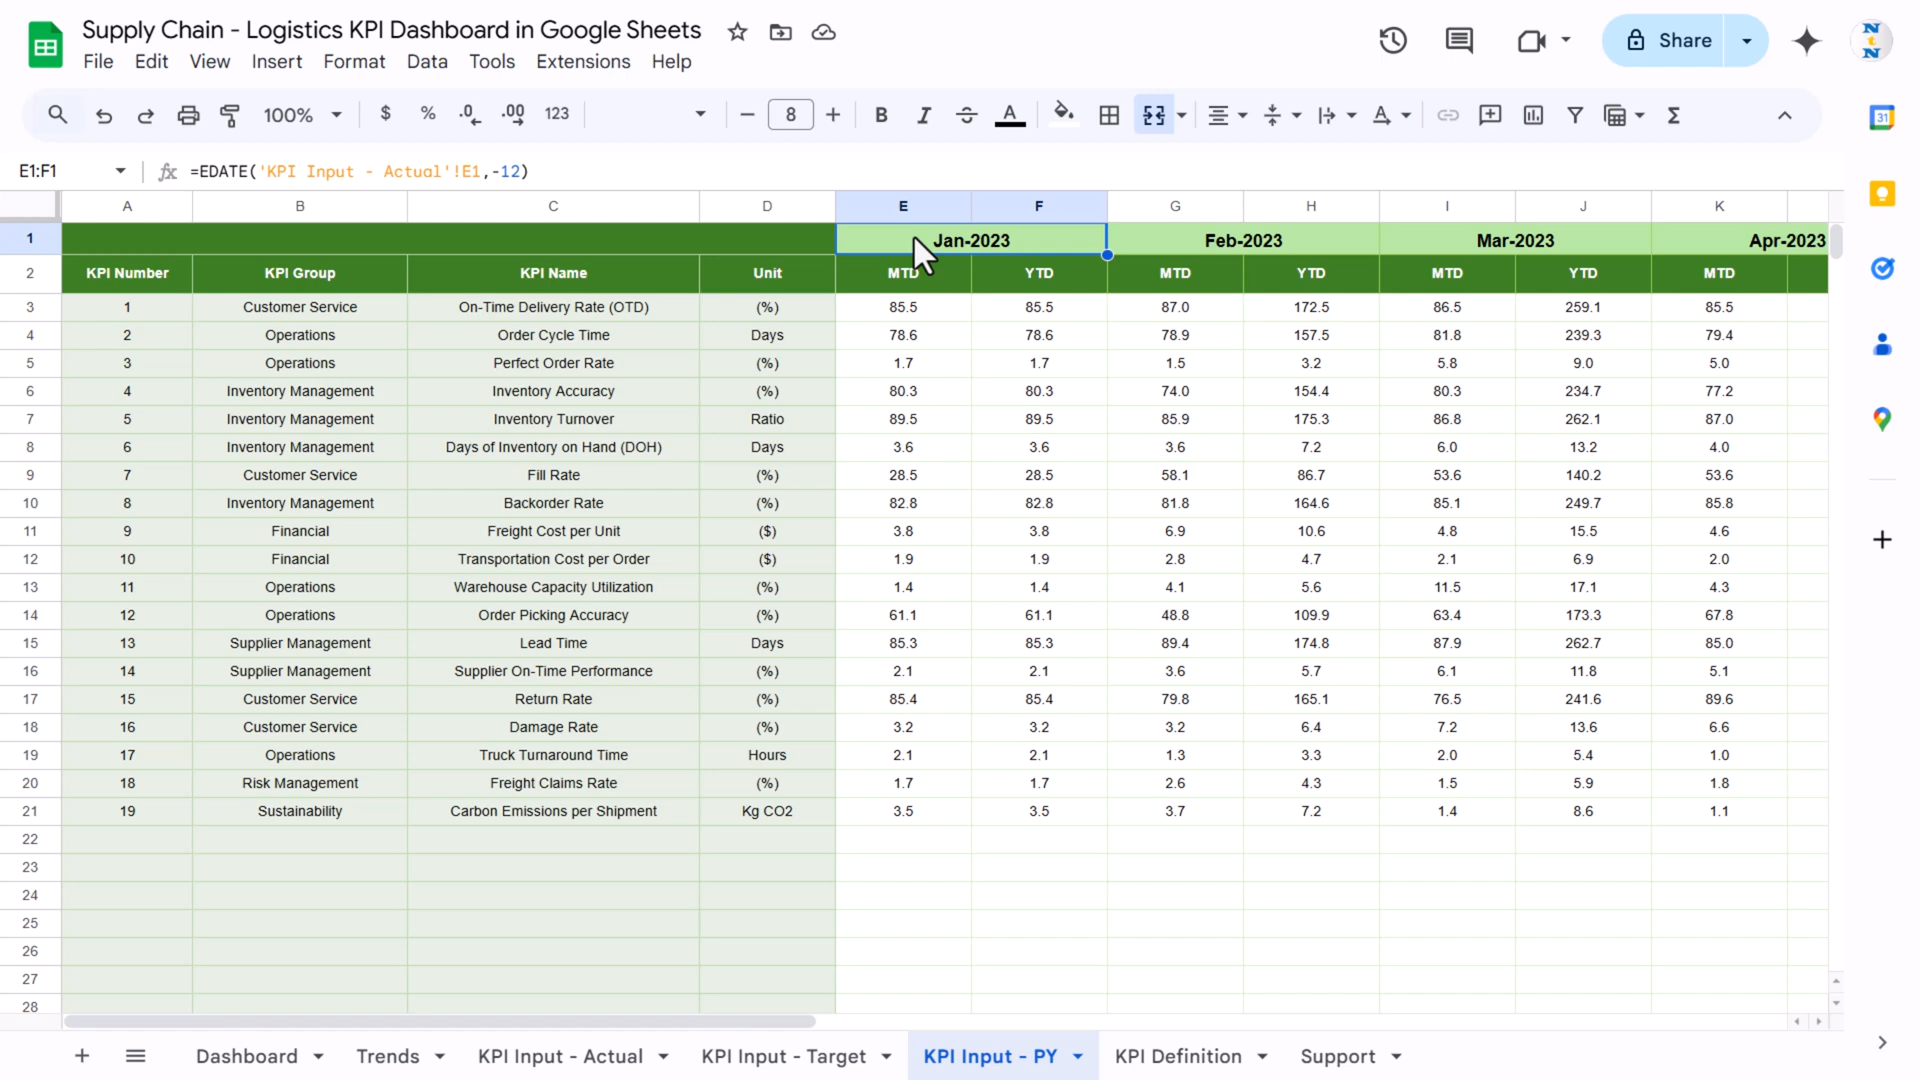 Supply Chain - Logistics KPI Dashboard in Google Sheets
File Edit View Insert Format Data Tools Extensions Help
Share
NtN
100% $ % .0 .00 123 8 B I A A Σ
31
E1:F1 fx =EDATE('KPI Input - Actual'!E1,-12)
A B C D E F G H I J K
1 Jan-2023 Feb-2023 Mar-2023 Apr-2023
2 KPI Number KPI Group KPI Name Unit MTD YTD MTD YTD MTD YTD MTD
3 1 Customer Service On-Time Delivery Rate (OTD) (%) 85.5 85.5 87.0 172.5 86.5 259.1 85.5
4 2 Operations Order Cycle Time Days 78.6 78.6 78.9 157.5 81.8 239.3 79.4
5 3 Operations Perfect Order Rate (%) 1.7 1.7 1.5 3.2 5.8 9.0 5.0
6 4 Inventory Management Inventory Accuracy (%) 80.3 80.3 74.0 154.4 80.3 234.7 77.2
7 5 Inventory Management Inventory Turnover Ratio 89.5 89.5 85.9 175.3 86.8 262.1 87.0
8 6 Inventory Management Days of Inventory on Hand (DOH) Days 3.6 3.6 3.6 7.2 6.0 13.2 4.0
9 7 Customer Service Fill Rate (%) 28.5 28.5 58.1 86.7 53.6 140.2 53.6
10 8 Inventory Management Backorder Rate (%) 82.8 82.8 81.8 164.6 85.1 249.7 85.8
11 9 Financial Freight Cost per Unit ($) 3.8 3.8 6.9 10.6 4.8 15.5 4.6
12 10 Financial Transportation Cost per Order ($) 1.9 1.9 2.8 4.7 2.1 6.9 2.0
13 11 Operations Warehouse Capacity Utilization (%) 1.4 1.4 4.1 5.6 11.5 17.1 4.3
14 12 Operations Order Picking Accuracy (%) 61.1 61.1 48.8 109.9 63.4 173.3 67.8
15 13 Supplier Management Lead Time Days 85.3 85.3 89.4 174.8 87.9 262.7 85.0
16 14 Supplier Management Supplier On-Time Performance (%) 2.1 2.1 3.6 5.7 6.1 11.8 5.1
17 15 Customer Service Return Rate (%) 85.4 85.4 79.8 165.1 76.5 241.6 89.6
18 16 Customer Service Damage Rate (%) 3.2 3.2 3.2 6.4 7.2 13.6 6.6
19 17 Operations Truck Turnaround Time Hours 2.1 2.1 1.3 3.3 2.0 5.4 1.0
20 18 Risk Management Freight Claims Rate (%) 1.7 1.7 2.6 4.3 1.5 5.9 1.8
21 19 Sustainability Carbon Emissions per Shipment Kg CO2 3.5 3.5 3.7 7.2 1.4 8.6 1.1
22
23
24
25
26
27
28
Dashboard Trends KPI Input - Actual KPI Input - Target KPI Input - PY KPI Definition Support